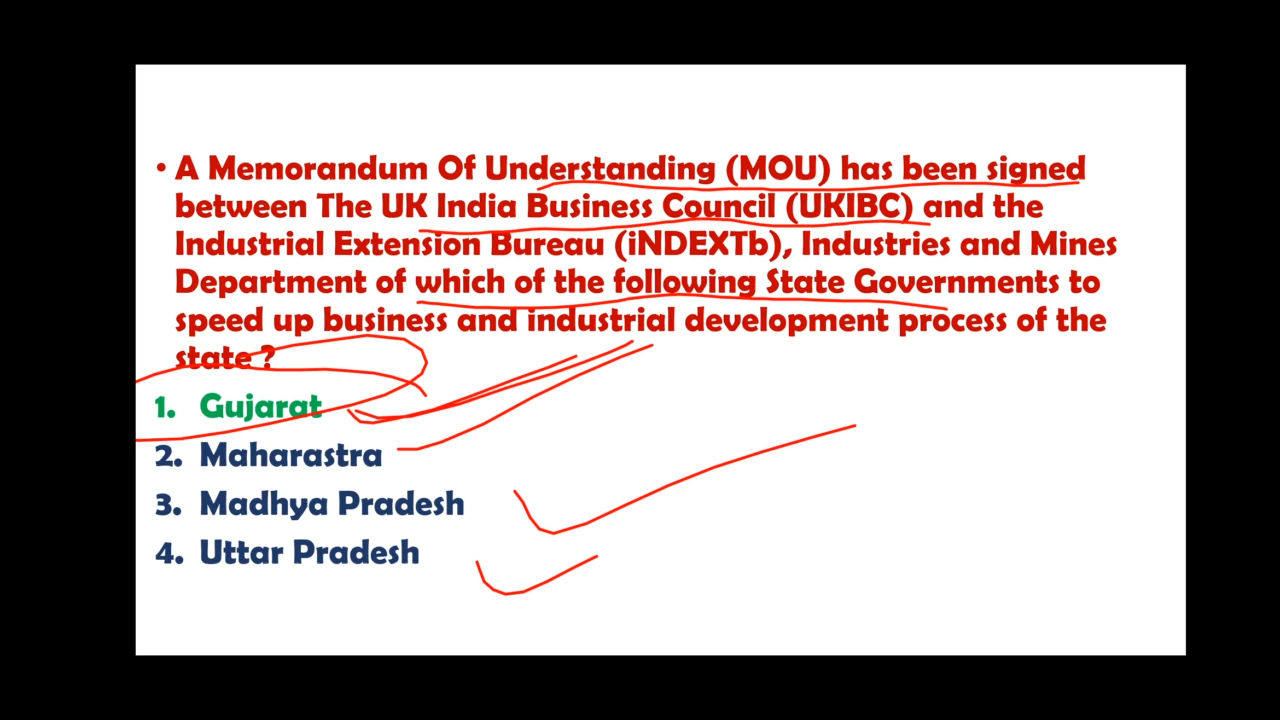 • A Memorandum Of Understanding (MOU) has been signed
between The UK India Business Council (UKIBC) and the
Industrial Extension Bureau (iNDEXTb), Industries and Mines
Department of which of the following State Governments to
speed up business and industrial development process of the
state ?
1. Gujarat
2. Maharastra
3. Madhya Pradesh
4. Uttar Pradesh